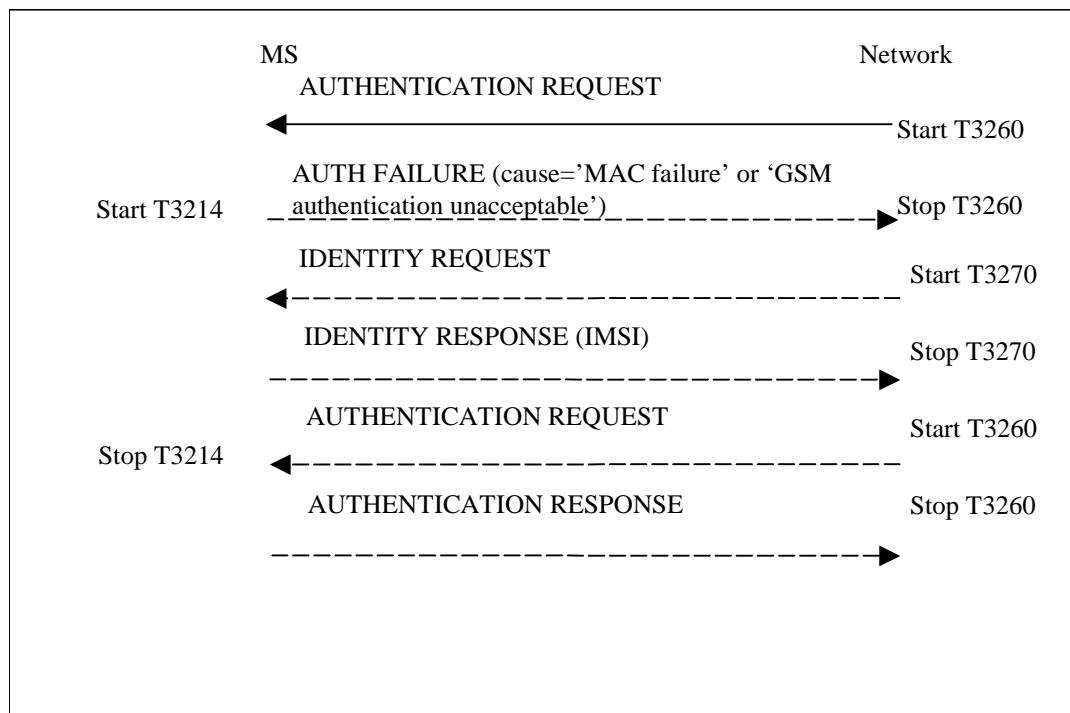 MS Network
AUTHENTICATION REQUEST
Start T3260
AUTH FAILURE (cause=’MAC failure’ or ‘GSM
authentication unacceptable’)
Start T3214
Stop T3260
IDENTITY REQUEST
Start T3270
IDENTITY RESPONSE (IMSI)
Stop T3270
AUTHENTICATION REQUEST
Start T3260
Stop T3214
AUTHENTICATION RESPONSE
Stop T3260